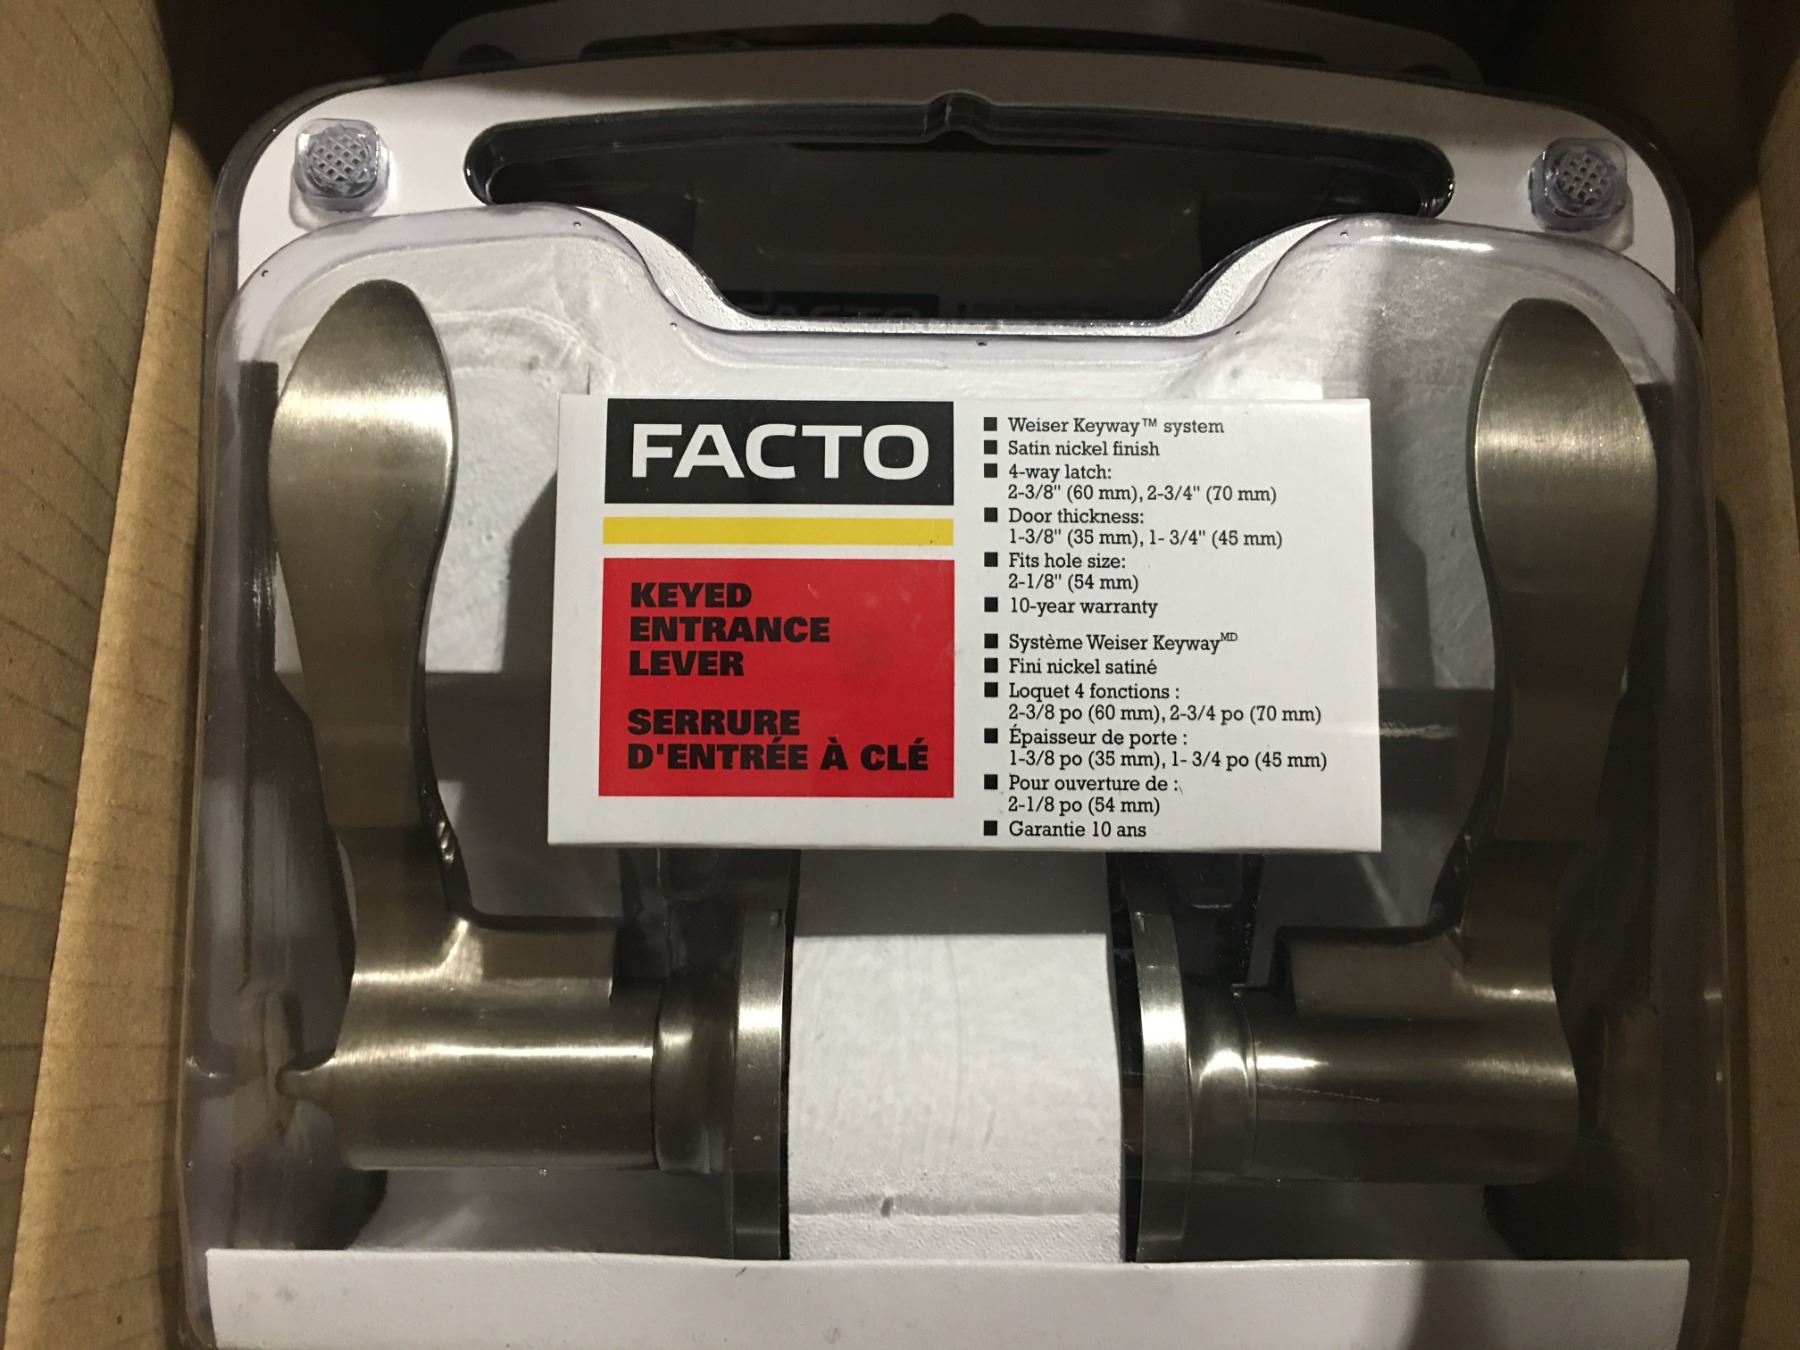 FACTO
KEYED
ENTRANCE
LEVER
SERRURE
D'ENTRÉE À CLÉ
■ Weiser Keyway™ system
■ Satin nickel finish
■ 4-way latch:
2-3/8" (60 mm), 2-3/4" (70 mm)
■ Door thickness:
1-3/8" (35 mm), 1- 3/4" (45 mm)
■ Fits hole size:
2-1/8" (54 mm)
■ 10-year warranty
■ Système Weiser Keyway MD
■ Fini nickel satiné
■ Loquet 4 fonctions :
2-3/8 po (60 mm), 2-3/4 po (70 mm)
■ Épaisseur de porte :
1-3/8 po (35 mm), 1- 3/4 po (45 mm)
■ Pour ouverture de :
2-1/8 po (54 mm)
■ Garantie 10 ans